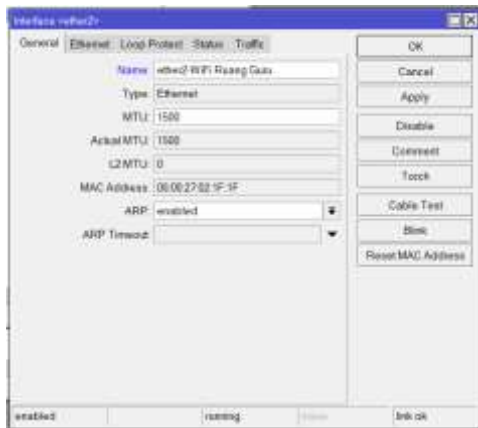 Interface <ether2>
General Ethernet Loop Protect Status Traffic
Name: ether2-WiFi Ruang Guru
Type: Ethernet
MTU: 1500
Actual MTU: 1500
L2 MTU: 0
MAC Address: 08:00:27:02:1F:1F
ARP: enabled
ARP Timeout:
OK
Cancel
Apply
Disable
Comment
Torch
Cable Test
Blink
Reset MAC Address
enabled running link ok